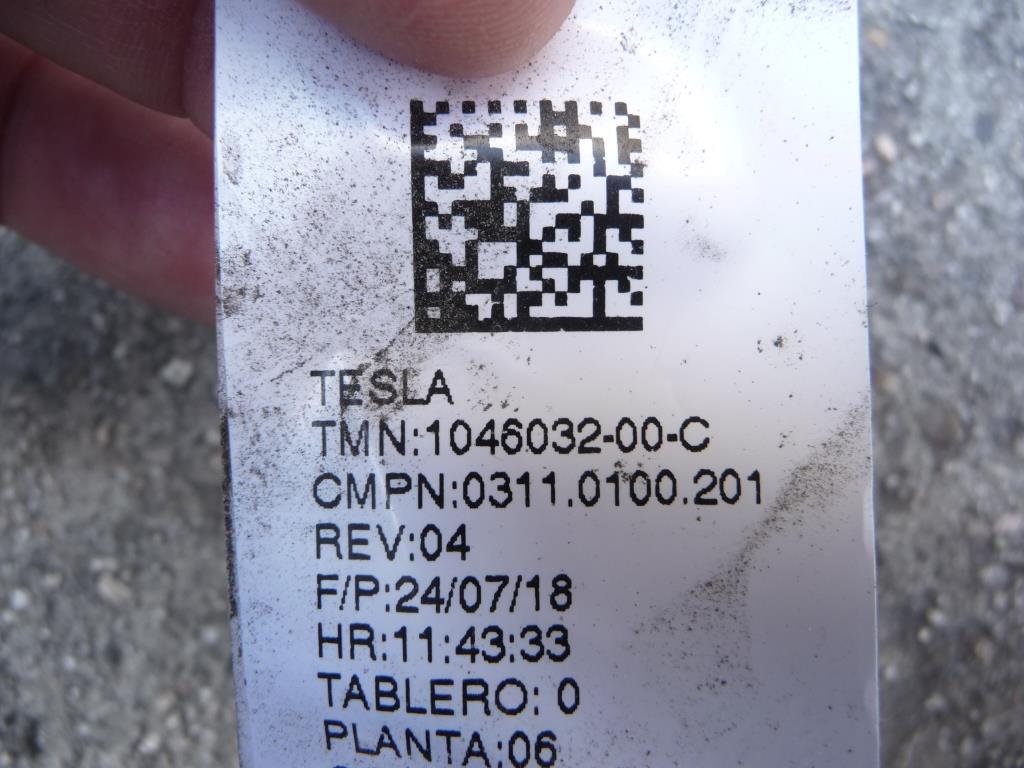 TESLA
TMN:1046032-00-C
CMPN:0311.0100.201
REV:04
F/P:24/07/18
HR:11:43:33
TABLERO: 0
PLANTA:06